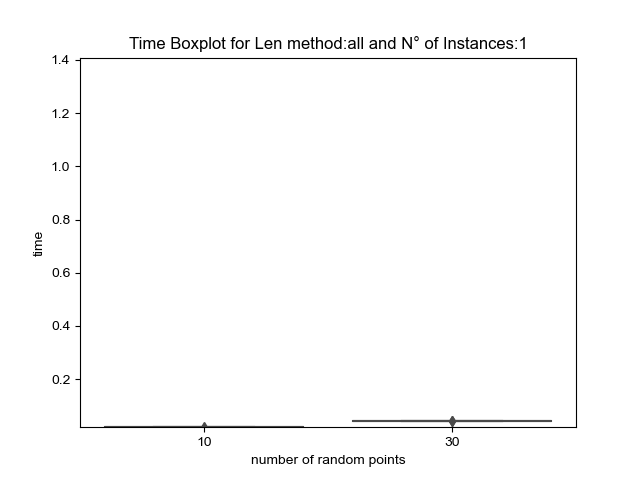 Time Boxplot for Len method:all and N° of Instances:1
1.4
1.2
1.0
0.8
0.6
0.4
0.2
time
10 30
number of random points